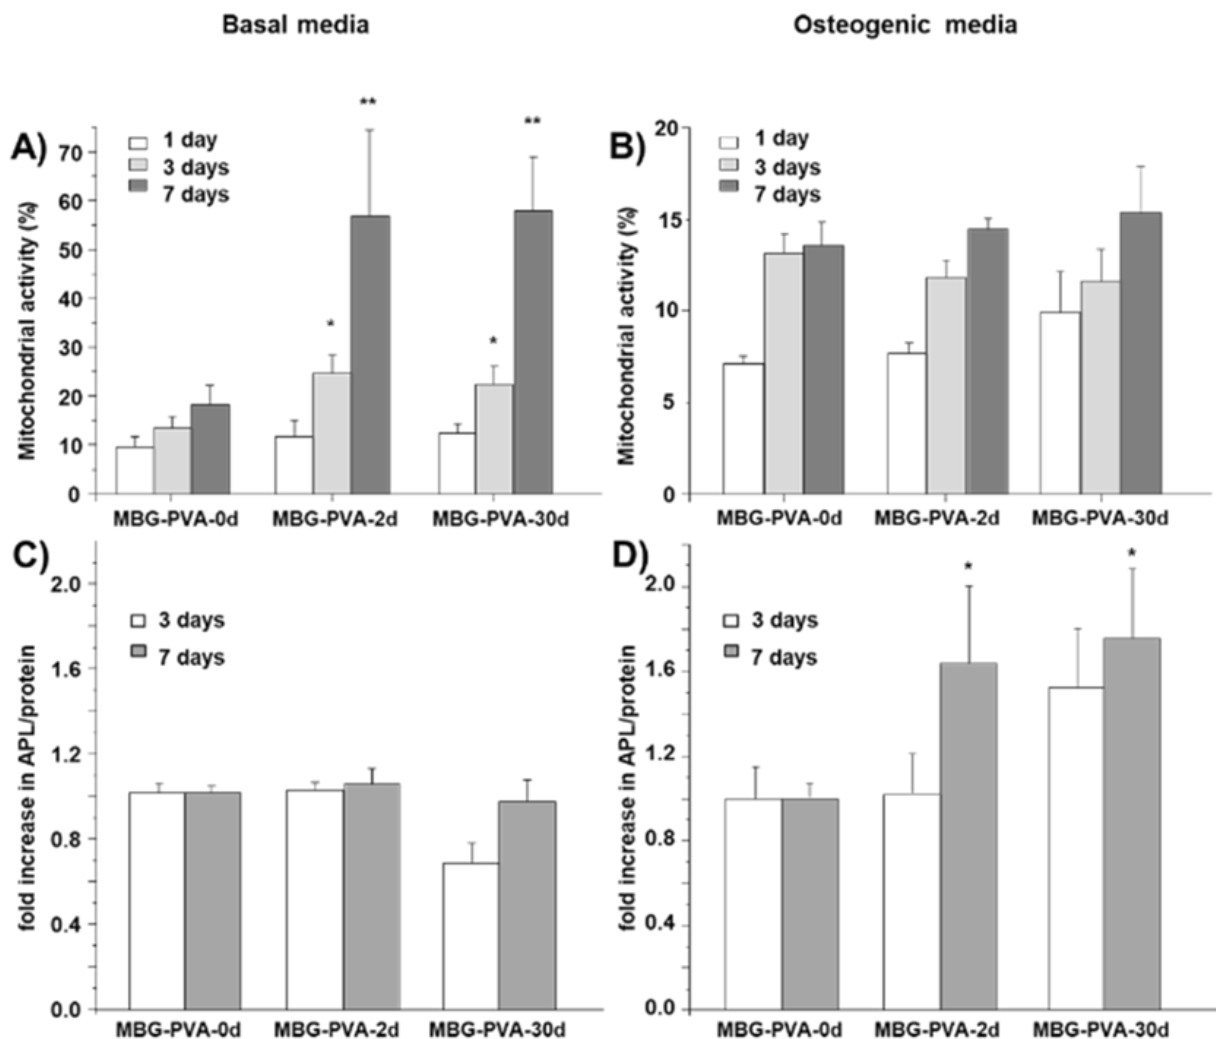 Basal media
Osteogenic media
A)
1 day
3 days
7 days
*
**
*
**
Mitochondrial activity (%)
70
60
50
40
30
20
10
0
MBG-PVA-0d MBG-PVA-2d MBG-PVA-30d
B)
1 day
3 days
7 days
Mitochondrial activity (%)
20
15
10
5
0
MBG-PVA-0d MBG-PVA-2d MBG-PVA-30d
C)
3 days
7 days
fold increase in APL/protein
2.0
1.6
1.2
0.8
0.4
0.0
MBG-PVA-0d MBG-PVA-2d MBG-PVA-30d
D)
3 days
7 days
*
*
fold increase in APL/protein
2.0
1.6
1.2
0.8
0.4
0.0
MBG-PVA-0d MBG-PVA-2d MBG-PVA-30d